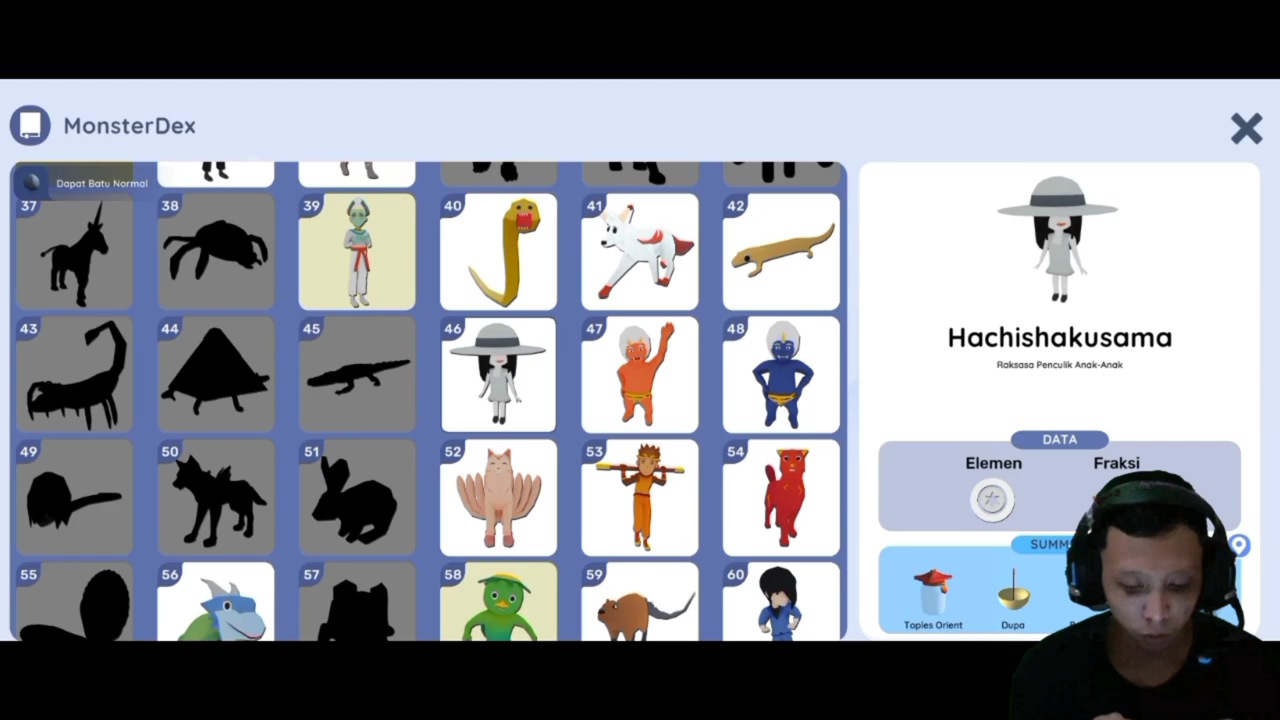 MonsterDex
Dapat Batu Normal
37
38
39
40
41
42
43
44
45
46
47
48
49
50
51
52
53
54
55
56
57
58
59
60
Hachishakusama
Raksasa Penculik Anak-Anak
DATA
Elemen
Fraksi
SUMM
Toples Orient
Dupa